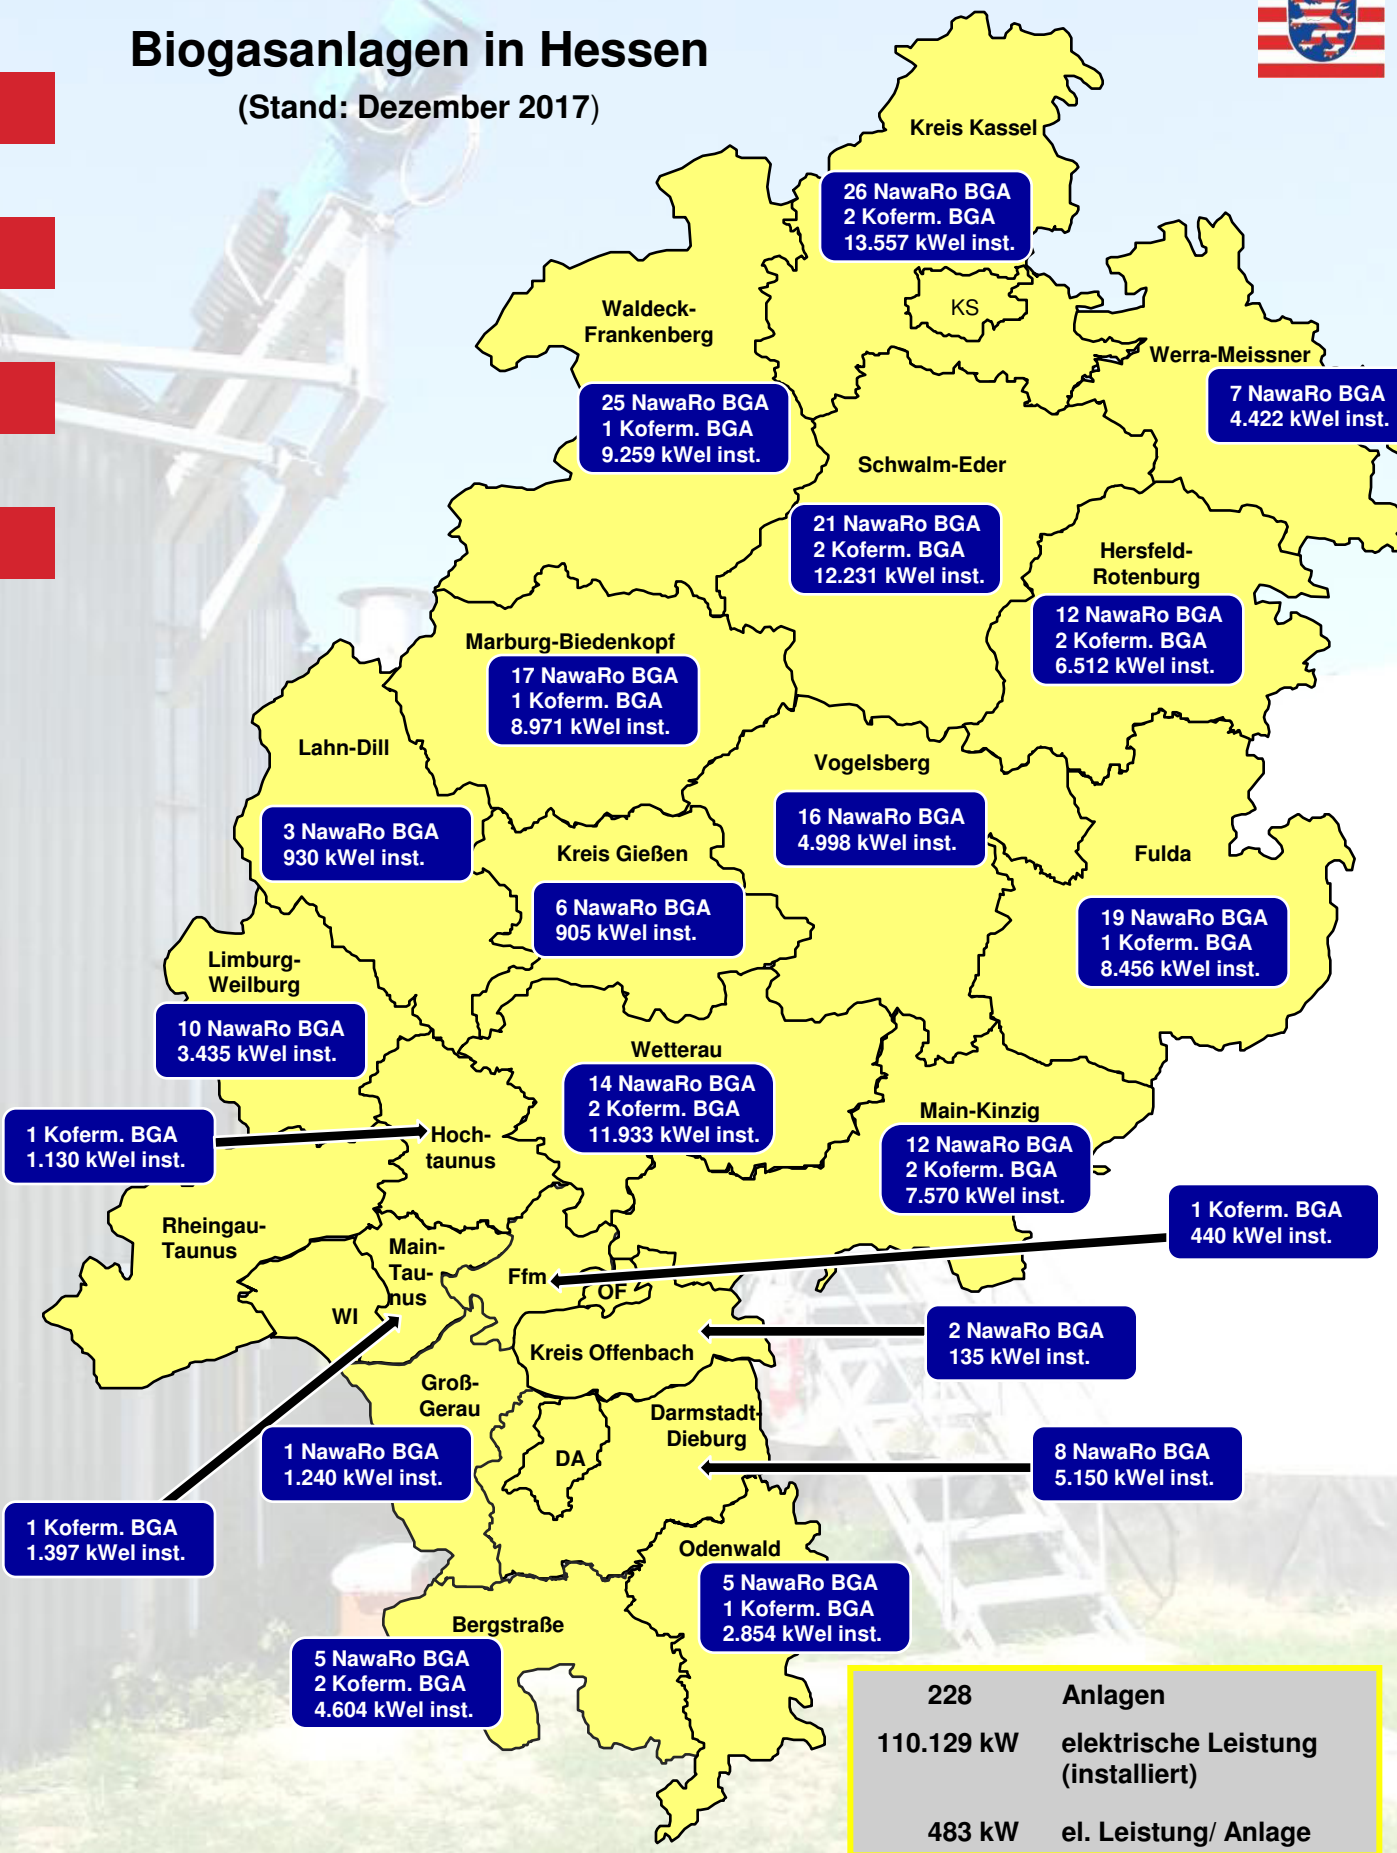 Biogasanlagen in Hessen
(Stand: Dezember 2017)
Kreis Kassel
26 NawaRo BGA
2 Koferm. BGA
13.557 kWel inst.
KS
Waldeck-
Frankenberg
25 NawaRo BGA
1 Koferm. BGA
9.259 kWel inst.
Werra-Meissner
7 NawaRo BGA
4.422 kWel inst.
Schwalm-Eder
21 NawaRo BGA
2 Koferm. BGA
12.231 kWel inst.
Hersfeld-
Rotenburg
12 NawaRo BGA
2 Koferm. BGA
6.512 kWel inst.
Marburg-Biedenkopf
17 NawaRo BGA
1 Koferm. BGA
8.971 kWel inst.
Lahn-Dill
3 NawaRo BGA
930 kWel inst.
Vogelsberg
16 NawaRo BGA
4.998 kWel inst.
Kreis Gießen
6 NawaRo BGA
905 kWel inst.
Fulda
19 NawaRo BGA
1 Koferm. BGA
8.456 kWel inst.
Limburg-
Weilburg
10 NawaRo BGA
3.435 kWel inst.
Wetterau
14 NawaRo BGA
2 Koferm. BGA
11.933 kWel inst.
Main-Kinzig
12 NawaRo BGA
2 Koferm. BGA
7.570 kWel inst.
1 Koferm. BGA
1.130 kWel inst.
Hoch-
taunus
1 Koferm. BGA
440 kWel inst.
Rheingau-
Taunus
Main-
Tau-
nus
Ffm
OF
WI
2 NawaRo BGA
135 kWel inst.
Kreis Offenbach
Groß-
Gerau
1 NawaRo BGA
1.240 kWel inst.
Darmstadt-
Dieburg
DA
8 NawaRo BGA
5.150 kWel inst.
1 Koferm. BGA
1.397 kWel inst.
Odenwald
5 NawaRo BGA
1 Koferm. BGA
2.854 kWel inst.
Bergstraße
5 NawaRo BGA
2 Koferm. BGA
4.604 kWel inst.
228 Anlagen
110.129 kW elektrische Leistung
(installiert)
483 kW el. Leistung/ Anlage